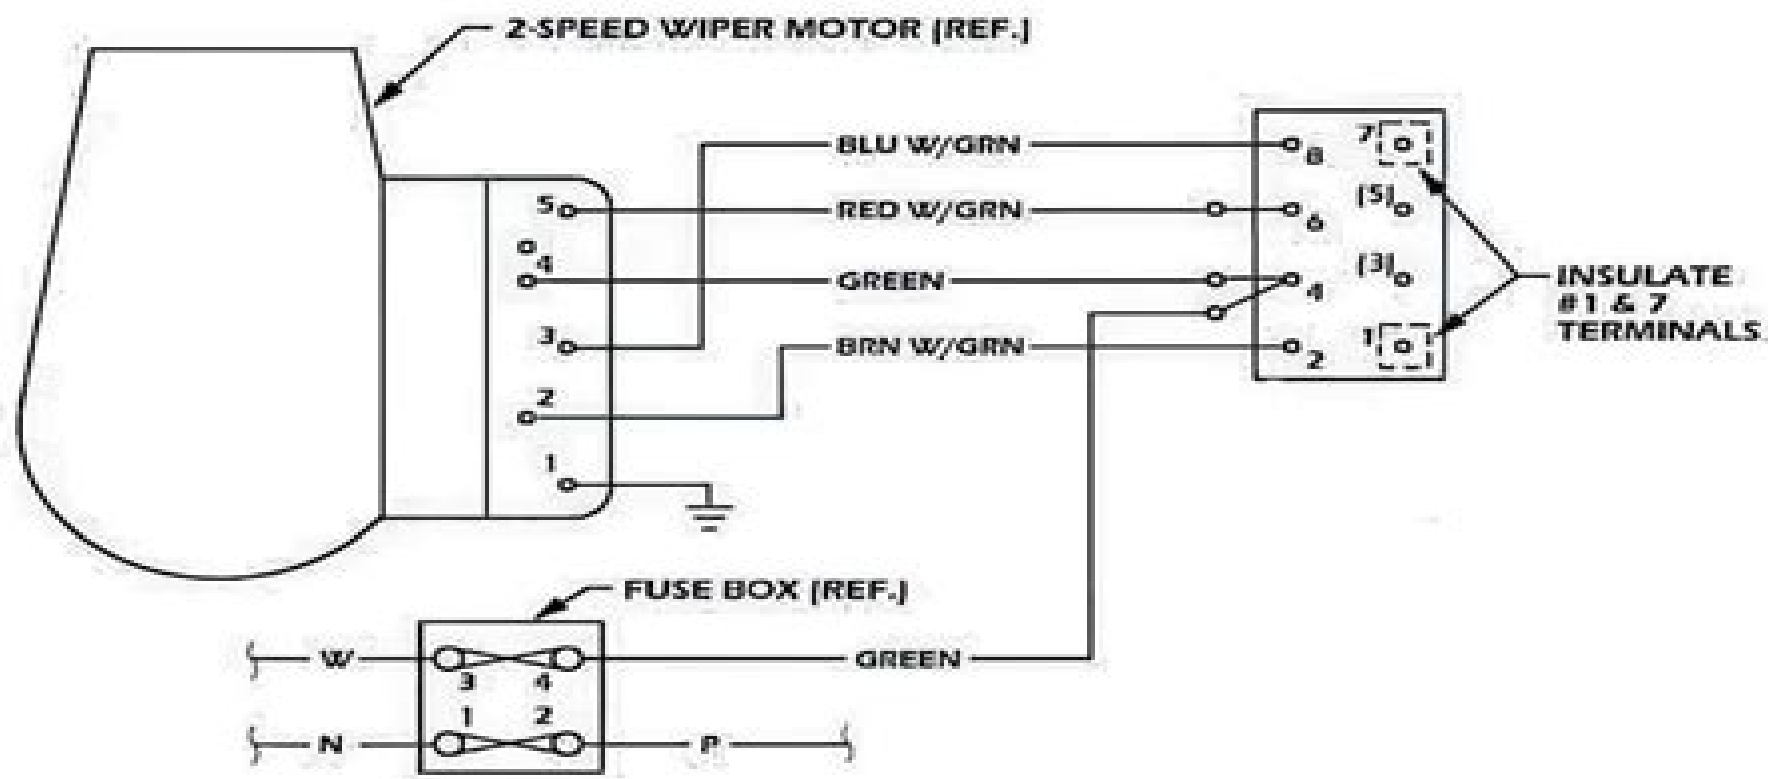 2-SPEED WIPER MOTOR (REF.)
BLU W/GRN
8
7
5
RED W/GRN
6
(5)
4
GREEN
4
(3)
INSULATE
#1 & 7
TERMINALS
3
BRN W/GRN
2
1
2
1
FUSE BOX (REF.)
W
GREEN
3 4
1 2
N
P